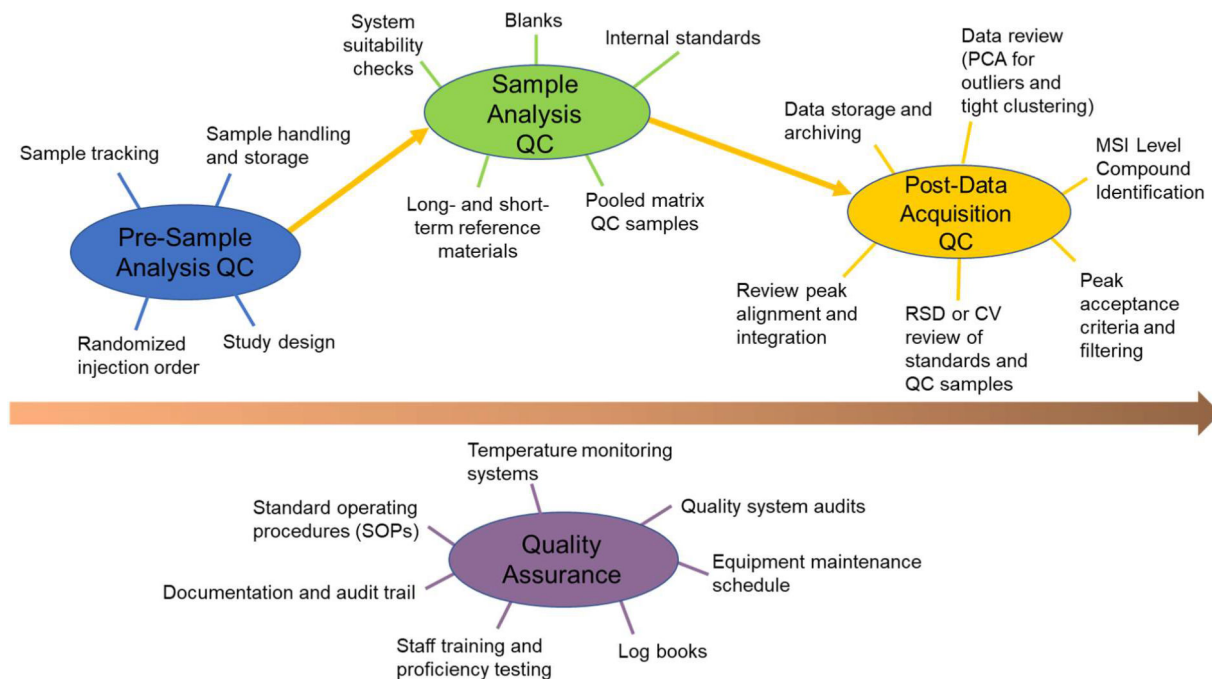 Sample tracking
Sample handling
and storage
Pre-Sample
Analysis QC
Randomized
injection order
Study design
System
suitability
checks
Blanks
Internal standards
Sample
Analysis
QC
Long- and short-
term reference
materials
Pooled matrix
QC samples
Data storage and
archiving
Data review
(PCA for
outliers and
tight clustering)
MSI Level
Compound
Identification
Post-Data
Acquisition
QC
Review peak
alignment and
integration
RSD or CV
review of
standards and
QC samples
Peak
acceptance
criteria and
filtering
Temperature monitoring
systems
Standard operating
procedures (SOPs)
Quality system audits
Quality
Assurance
Equipment maintenance
schedule
Documentation and audit trail
Staff training and
proficiency testing
Log books